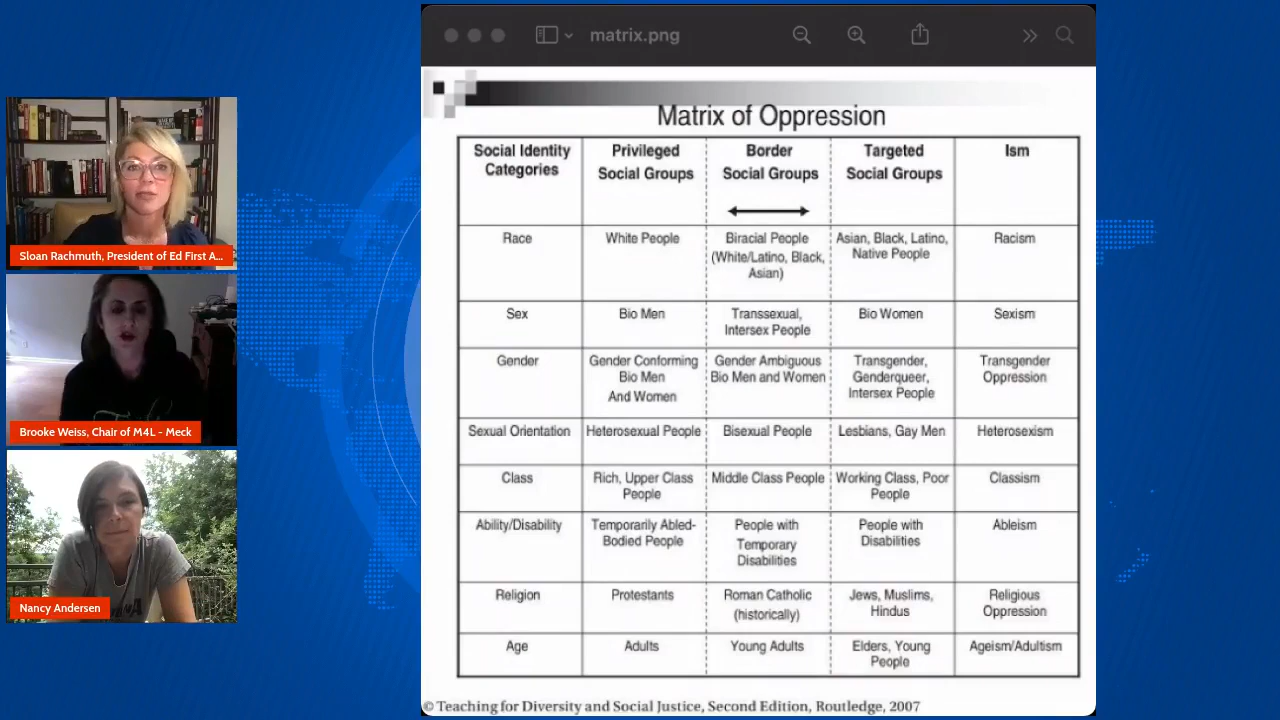 matrix.png
Matrix of Oppression
Social Identity
Categories
Privileged
Social Groups
Border
Social Groups
Targeted
Social Groups
Ism
Race
White People
Biracial People
(White/Latino, Black,
Asian)
Asian, Black, Latino,
Native People
Racism
Sex
Bio Men
Transsexual,
Intersex People
Bio Women
Sexism
Gender
Gender Conforming
Bio Men
And Women
Gender Ambiguous
Bio Men and Women
Transgender,
Genderqueer,
Intersex People
Transgender
Oppression
Sexual Orientation
Heterosexual People
Bisexual People
Lesbians, Gay Men
Heterosexism
Class
Rich, Upper Class
People
Middle Class People
Working Class, Poor
People
Classism
Ability/Disability
Temporarily Abled-
Bodied People
People with
Temporary
Disabilities
People with
Disabilities
Ableism
Religion
Protestants
Roman Catholic
(historically)
Jews, Muslims,
Hindus
Religious
Oppression
Age
Adults
Young Adults
Elders, Young
People
Ageism/Adultism
© Teaching for Diversity and Social Justice, Second Edition, Routledge, 2007
Sloan Rachmuth, President of Ed First A...
Brooke Weiss, Chair of M4L - Meck
Nancy Andersen